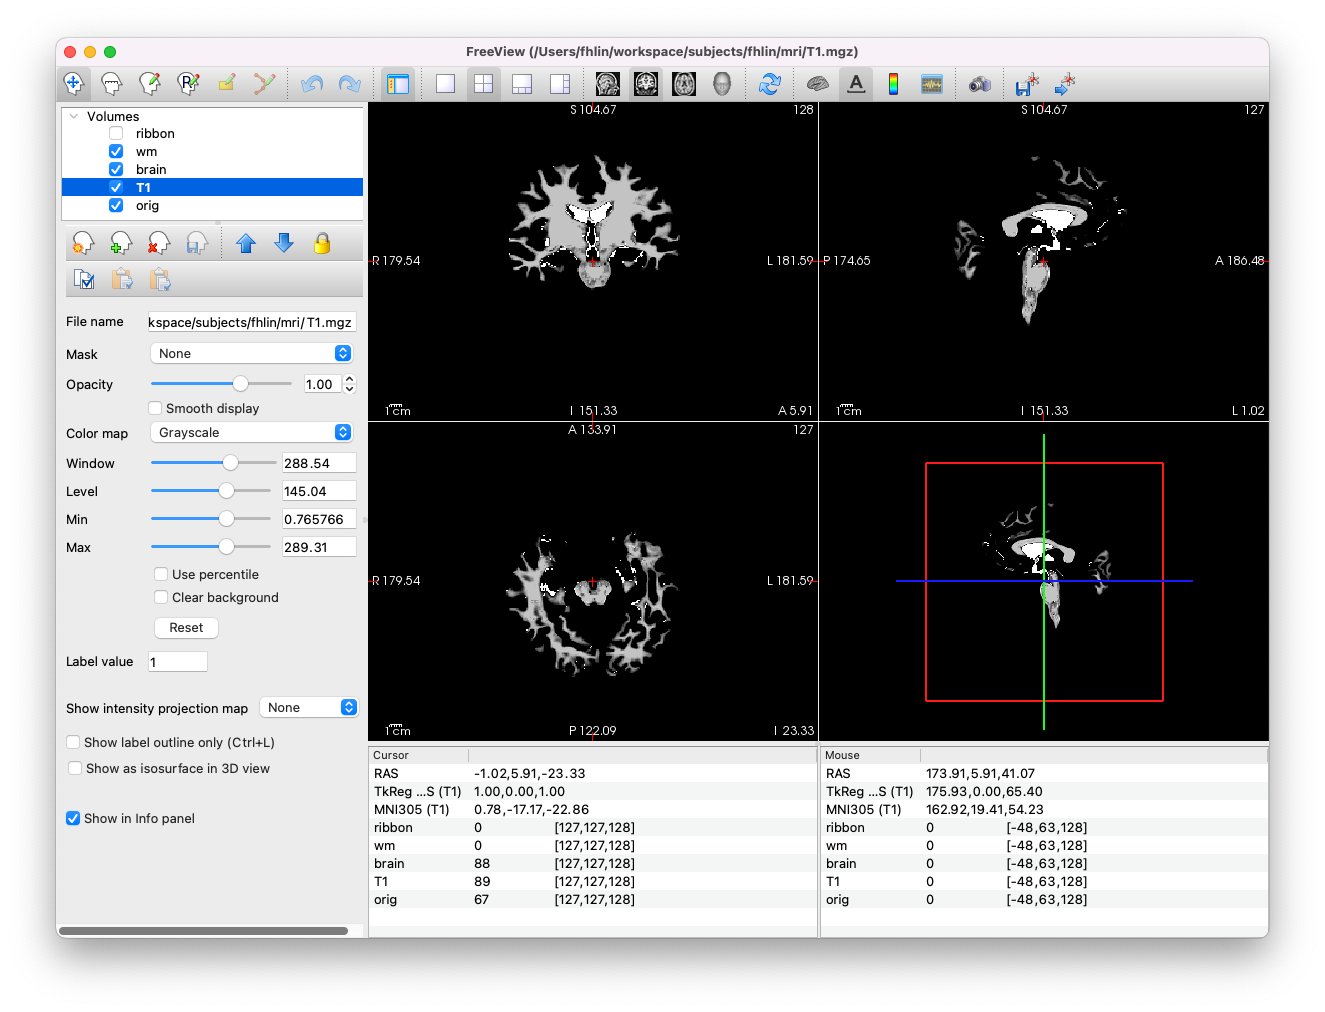 FreeView (/Users/fhlin/workspace/subjects/fhlin/mri/T1.mgz)
R
A
Volumes
ribbon
wm
brain
T1
orig
File name kspace/subjects/fhlin/mri/T1.mgz
Mask None
Opacity 1.00
Smooth display
Color map Grayscale
Window 288.54
Level 145.04
Min 0.765766
Max 289.31
Use percentile
Clear background
Reset
Label value 1
Show intensity projection map None
Show label outline only (Ctrl+L)
Show as isosurface in 3D view
Show in Info panel
S 104.67 128
R 179.54 L 181.59
1 cm I 151.33 A 5.91
S 104.67 127
P 174.65 A 186.48
1 cm I 151.33 L 1.02
A 133.91 127
R 179.54 L 181.59
1 cm P 122.09 I 23.33
Cursor
RAS -1.02,5.91,-23.33
TkReg ...S (T1) 1.00,0.00,1.00
MNI305 (T1) 0.78,-17.17,-22.86
ribbon 0 [127,127,128]
wm 0 [127,127,128]
brain 88 [127,127,128]
T1 89 [127,127,128]
orig 67 [127,127,128]
Mouse
RAS 173.91,5.91,41.07
TkReg ...S (T1) 175.93,0.00,65.40
MNI305 (T1) 162.92,19.41,54.23
ribbon 0 [-48,63,128]
wm 0 [-48,63,128]
brain 0 [-48,63,128]
T1 0 [-48,63,128]
orig 0 [-48,63,128]